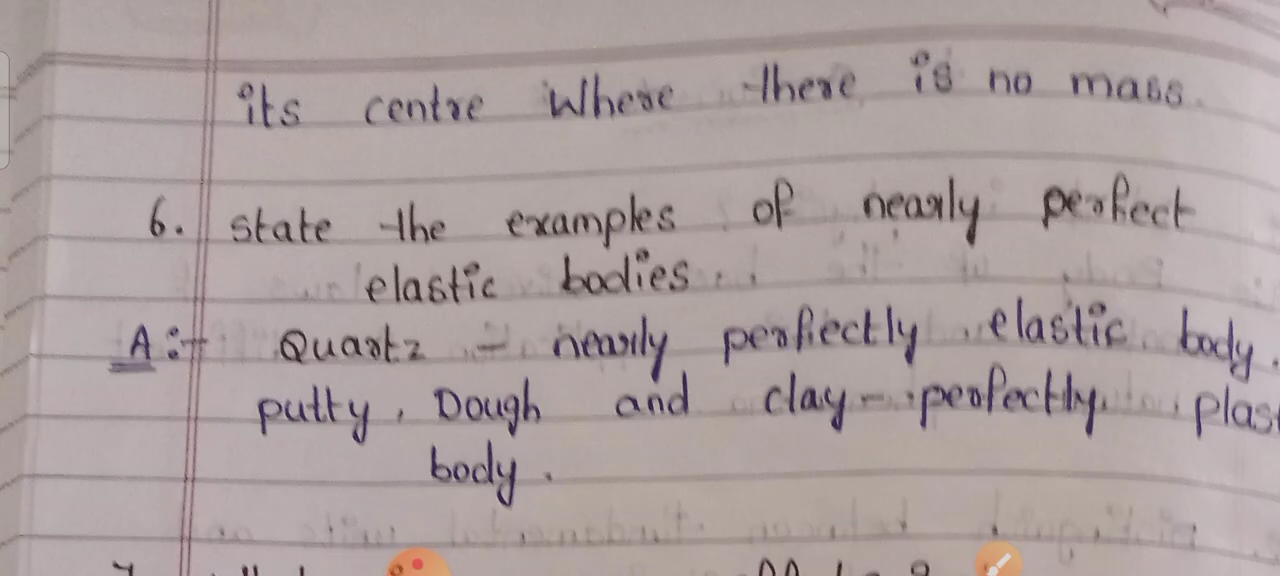 its centre where there is no mass.
6. state the examples of nearly perfect
elastic bodies.
A:- Quartz - nearly perfiectly elastic body.
putty, Dough and clay - perfectly plas
body.